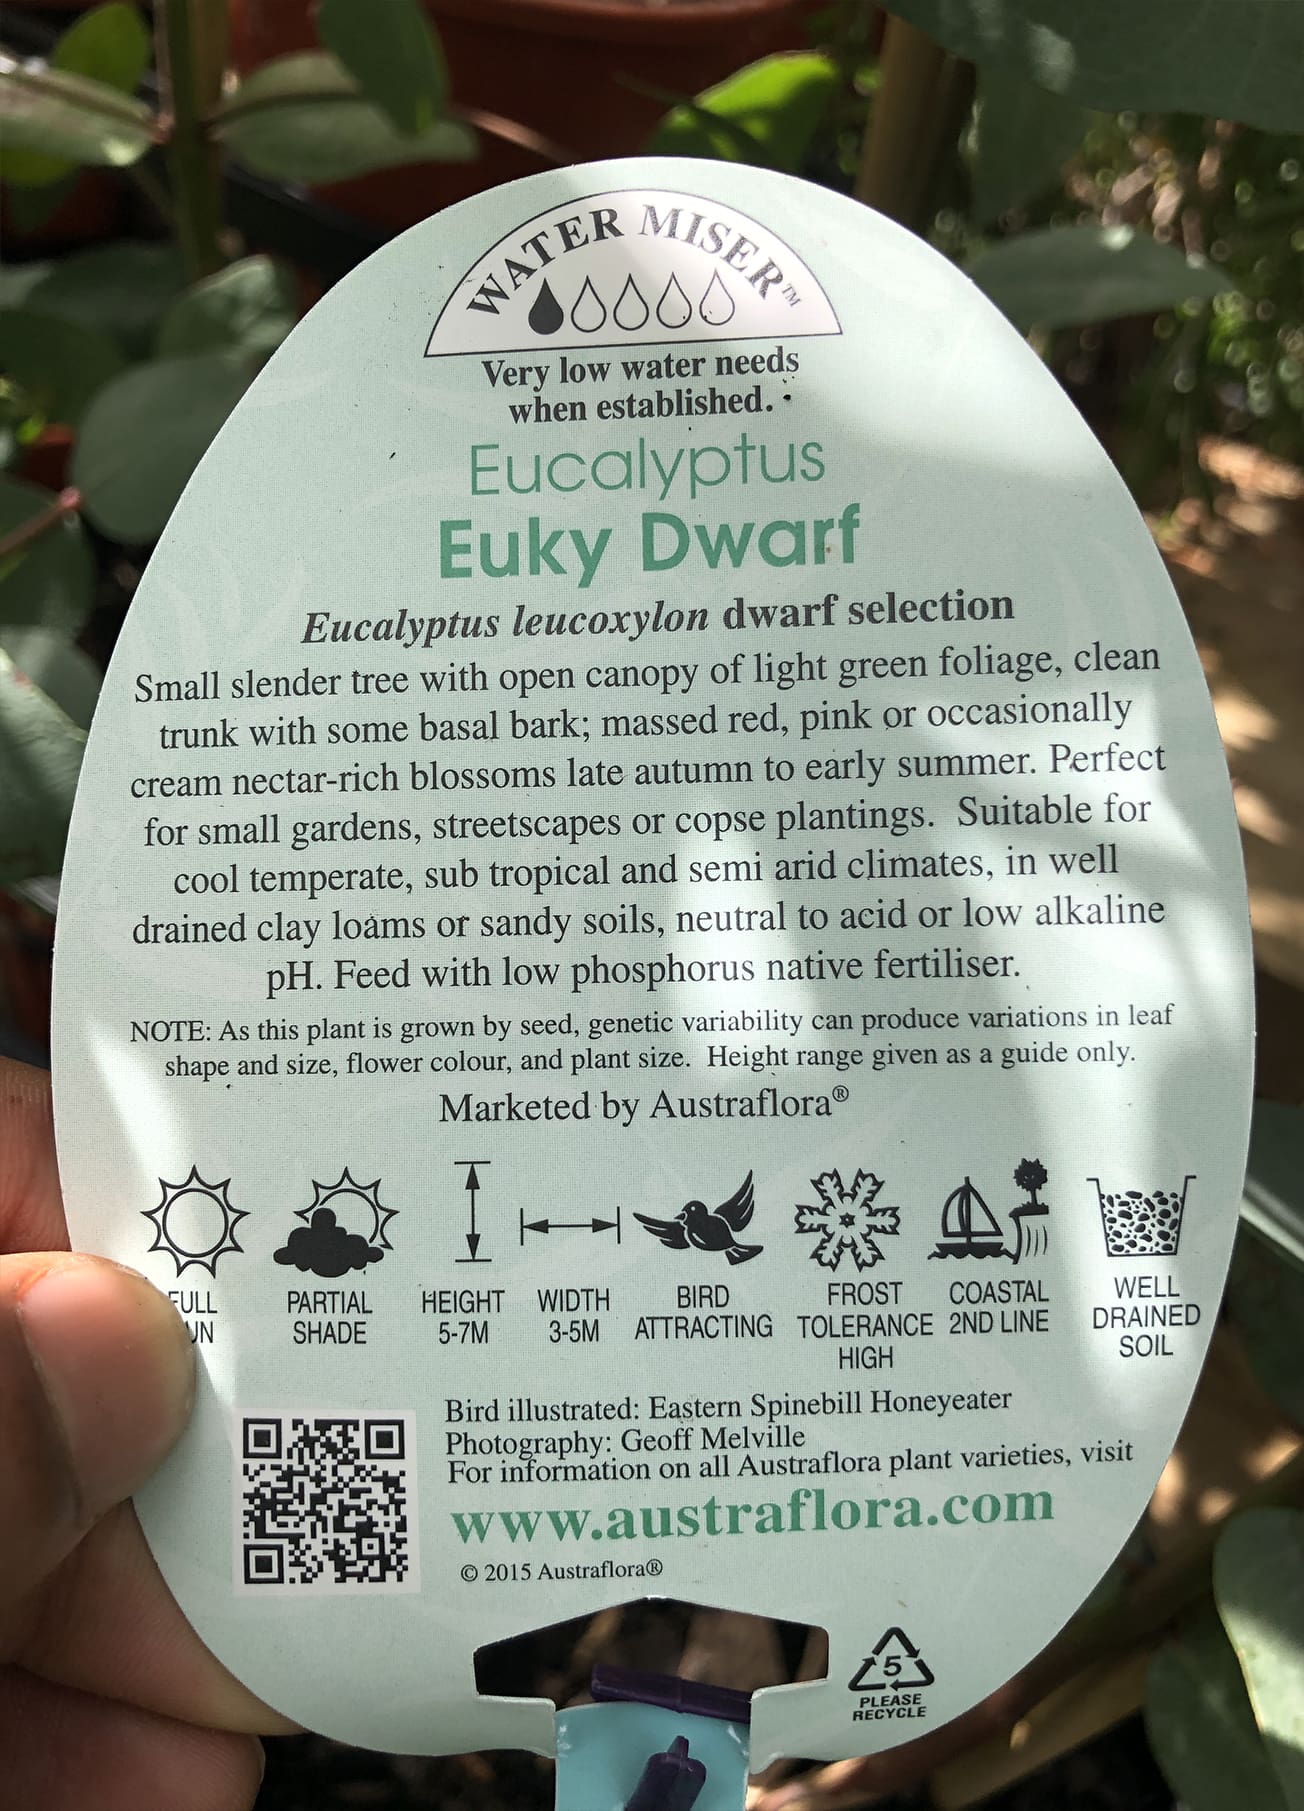 WATER MISER™
Very low water needs
when established.
Eucalyptus
Euky Dwarf
Eucalyptus leucoxylon dwarf selection
Small slender tree with open canopy of light green foliage, clean
trunk with some basal bark; massed red, pink or occasionally
cream nectar-rich blossoms late autumn to early summer. Perfect
for small gardens, streetscapes or copse plantings. Suitable for
cool temperate, sub tropical and semi arid climates, in well
drained clay loams or sandy soils, neutral to acid or low alkaline
pH. Feed with low phosphorus native fertiliser.
NOTE: As this plant is grown by seed, genetic variability can produce variations in leaf
shape and size, flower colour, and plant size. Height range given as a guide only.
Marketed by Austraflora®
FULL
PARTIAL
SHADE
HEIGHT
5-7M
WIDTH
3-5M
BIRD
ATTRACTING
FROST
TOLERANCE
HIGH
COASTAL
2ND LINE
WELL
DRAINED
SOIL
Bird illustrated: Eastern Spinebill Honeyeater
Photography: Geoff Melville
For information on all Austraflora plant varieties, visit
www.austraflora.com
© 2015 Austraflora®
5
PLEASE
RECYCLE